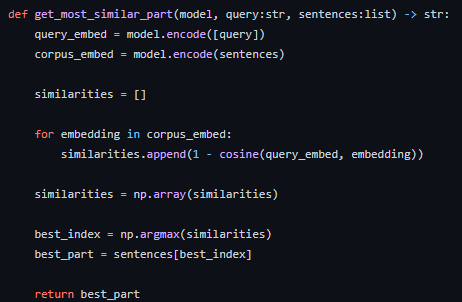 def get_most_similar_part(model, query:str, sentences:list) -> str:
    query_embed = model.encode([query])
    corpus_embed = model.encode(sentences)

    similarities = []

    for embedding in corpus_embed:
        similarities.append(1 - cosine(query_embed, embedding))

    similarities = np.array(similarities)

    best_index = np.argmax(similarities)
    best_part = sentences[best_index]

    return best_part